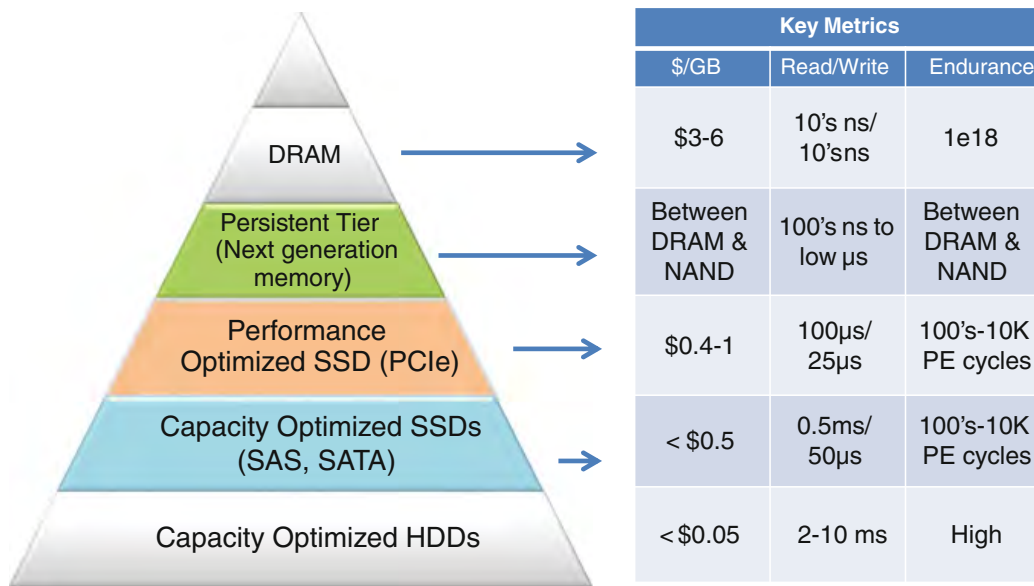 DRAM
Persistent Tier
(Next generation
memory)
Performance
Optimized SSD (PCIe)
Capacity Optimized SSDs
(SAS, SATA)
Capacity Optimized HDDs
Key Metrics
$/GB
Read/Write
Endurance
$3-6
10's ns/
10'sns
1e18
Between
DRAM &
NAND
100's ns to
low µs
Between
DRAM &
NAND
$0.4-1
100µs/
25µs
100's-10K
PE cycles
< $0.5
0.5ms/
50µs
100's-10K
PE cycles
< $0.05
2-10 ms
High